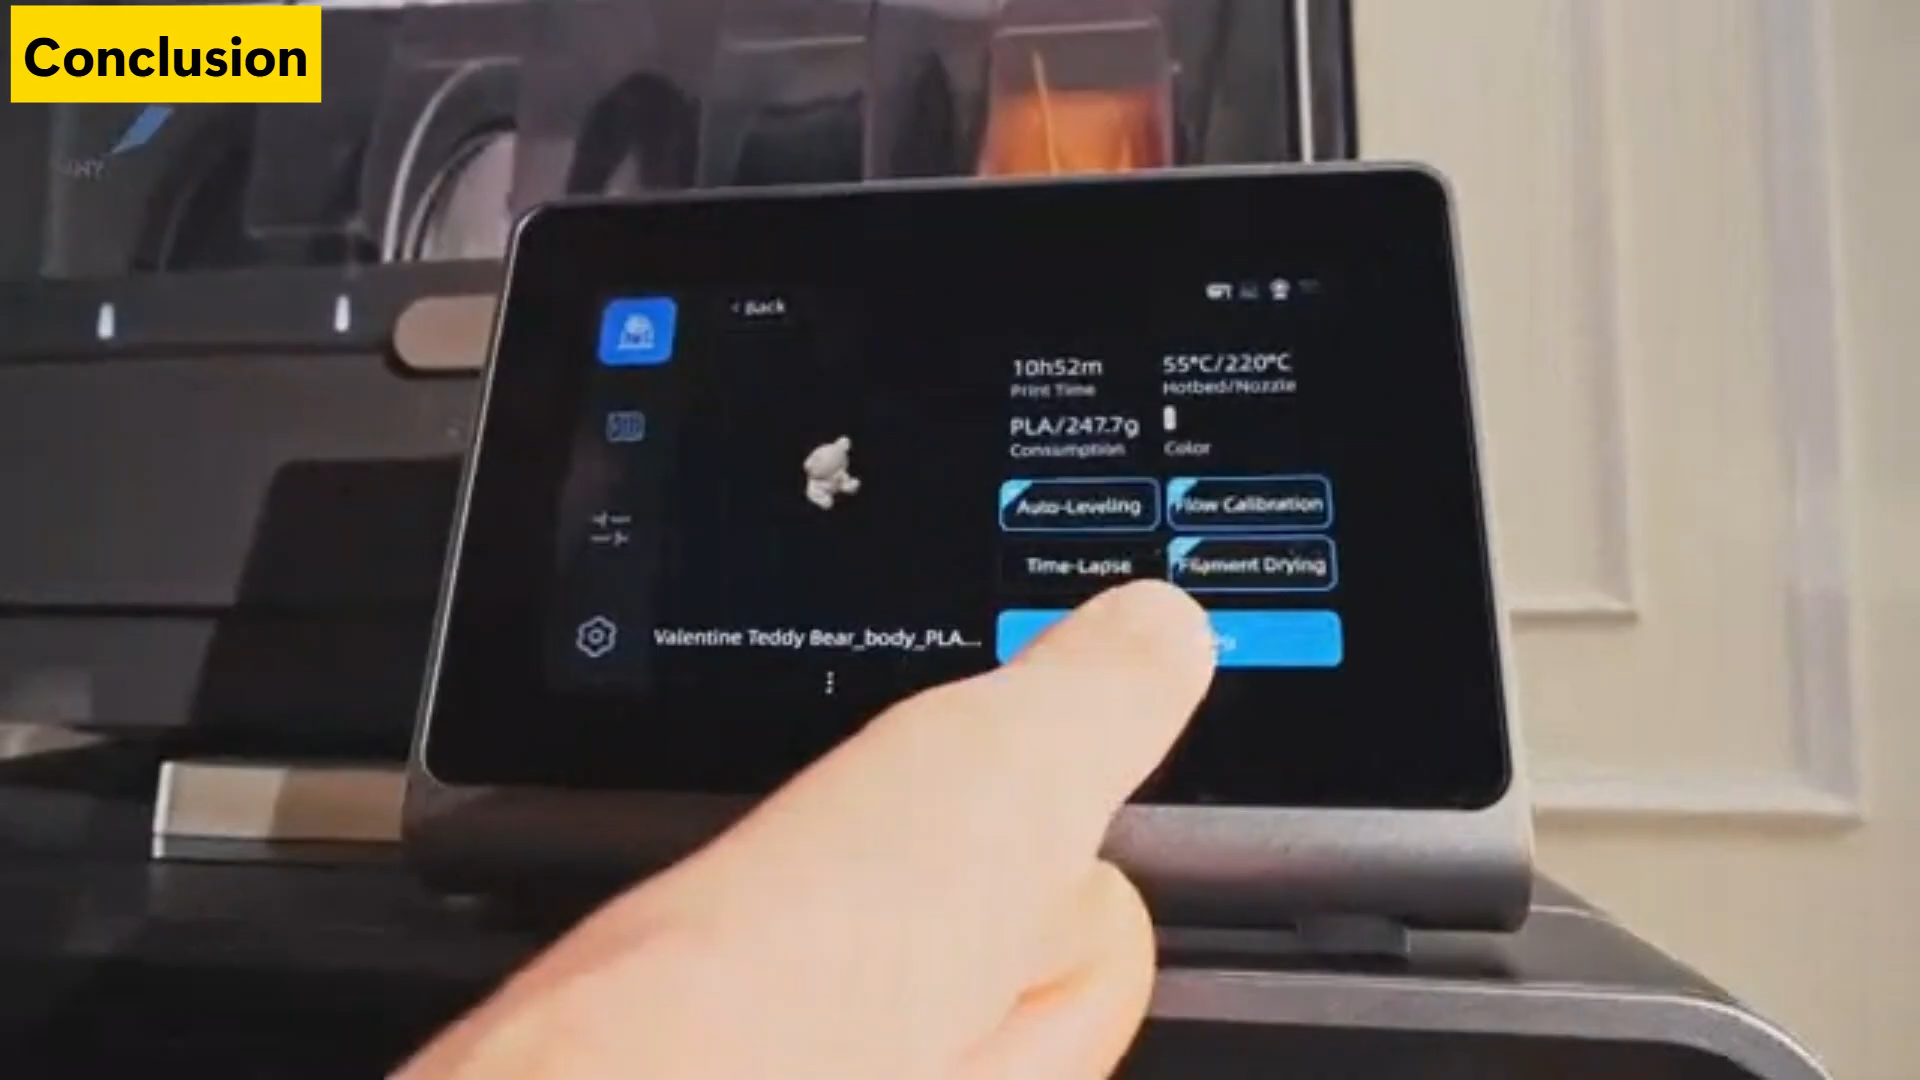 Conclusion
< Back
10h52m
Print Time
55°C/220°C
Hotbed/Nozzle
PLA/247.7g
Consumption
Color
Auto-Leveling
Flow Calibration
Time-Lapse
Filament Drying
Valentine Teddy Bear_body_PLA...